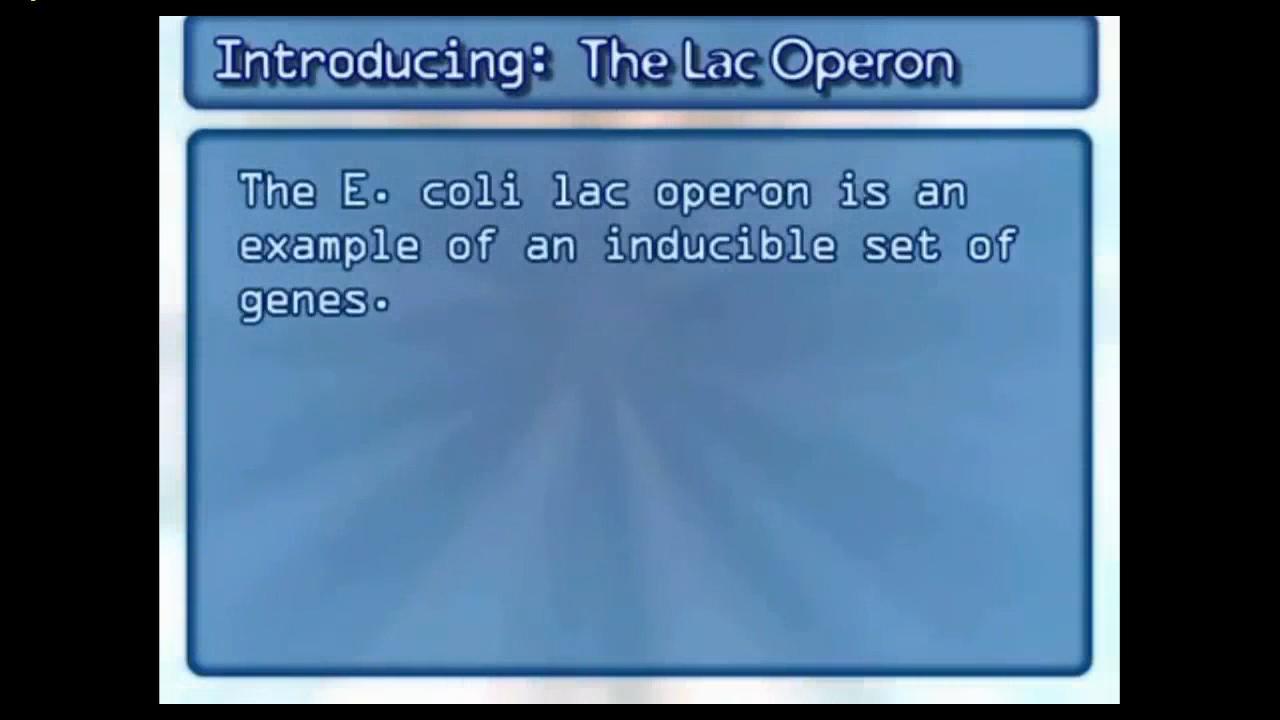 Introducing: The Lac Operon
The E. coli lac operon is an
example of an inducible set of
genes.